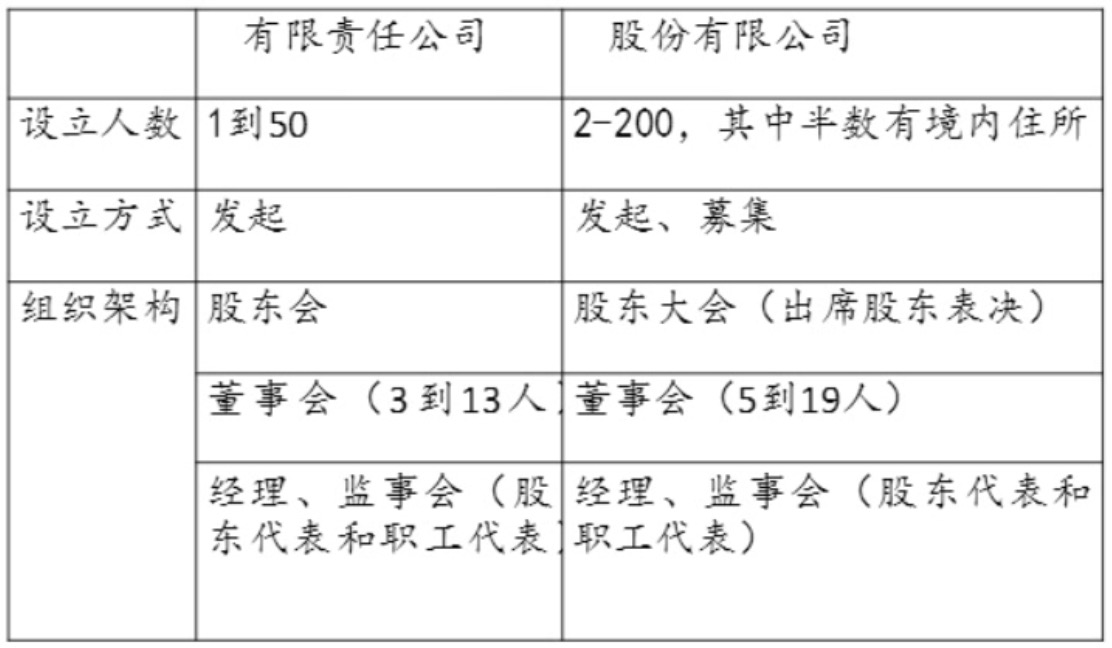 有限责任公司 股份有限公司
设立人数 1到50 2-200，其中半数有境内住所
设立方式 发起 发起、募集
组织架构 股东会 股东大会（出席股东表决）
董事会（3到13人） 董事会（5到19人）
经理、监事会（股 经理、监事会（股东代表和
东代表和职工代表） 职工代表）